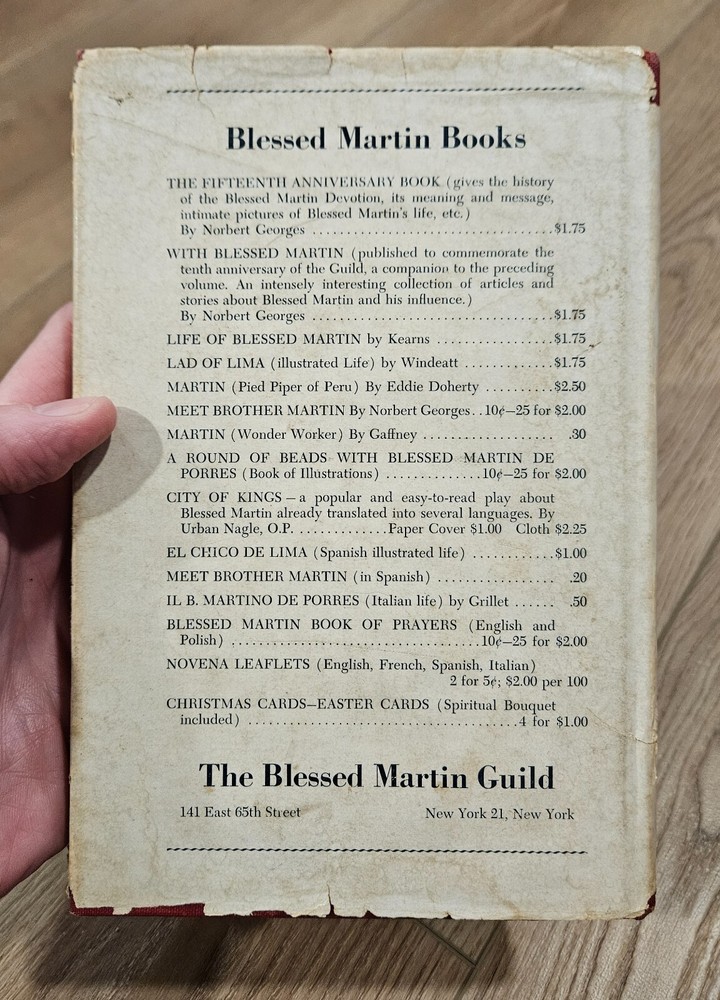 Blessed Martin Books
THE FIFTEENTH ANNIVERSARY BOOK (gives the history
of the Blessed Martin Devotion, its meaning and message,
intimate pictures of Blessed Martin's life, etc.)
By Norbert Georges ..................................$1.75
WITH BLESSED MARTIN (published to commemorate the
tenth anniversary of the Guild, a companion to the preceding
volume. An intensely interesting collection of articles and
stories about Blessed Martin and his influence.)
By Norbert Georges ..................................$1.75
LIFE OF BLESSED MARTIN by Kearns .................$1.75
LAD OF LIMA (illustrated Life) by Windeatt .............$1.75
MARTIN (Pied Piper of Peru) By Eddie Doherty ..........$2.50
MEET BROTHER MARTIN By Norbert Georges..10¢—25 for $2.00
MARTIN (Wonder Worker) By Gaffney ................... .30
A ROUND OF BEADS WITH BLESSED MARTIN DE
PORRES (Book of Illustrations) ..............10¢—25 for $2.00
CITY OF KINGS — a popular and easy-to-read play about
Blessed Martin already translated into several languages. By
Urban Nagle, O.P. .............Paper Cover $1.00 Cloth $2.25
EL CHICO DE LIMA (Spanish illustrated life) ............$1.00
MEET BROTHER MARTIN (in Spanish) ................. .20
IL B. MARTINO DE PORRES (Italian life) by Grillet ...... .50
BLESSED MARTIN BOOK OF PRAYERS (English and
Polish) ....................................10¢—25 for $2.00
NOVENA LEAFLETS (English, French, Spanish, Italian)
2 for 5¢; $2.00 per 100
CHRISTMAS CARDS—EASTER CARDS (Spiritual Bouquet
included) .......................................4 for $1.00
The Blessed Martin Guild
141 East 65th Street New York 21, New York